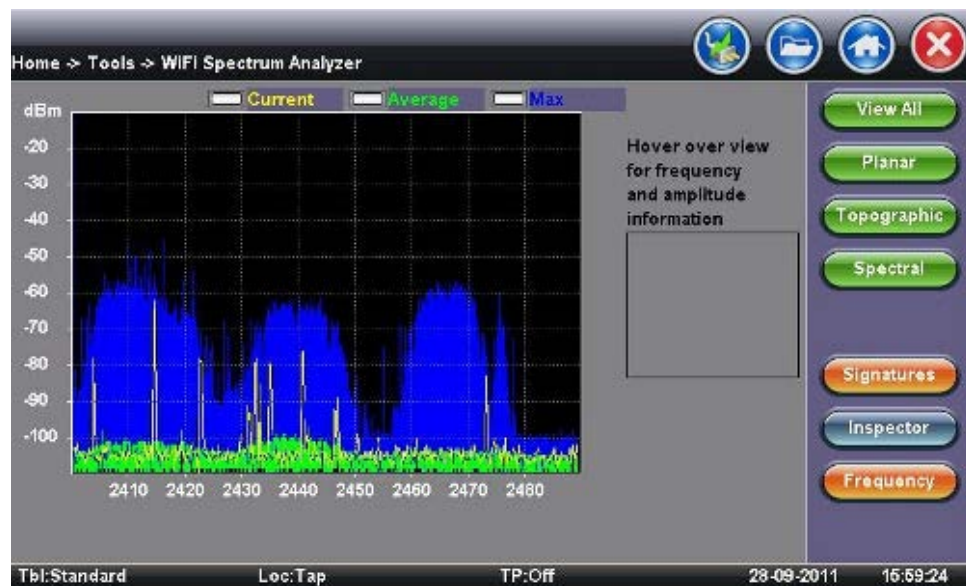 Home -> Tools -> WIFI Spectrum Analyzer
Current Average Max
dBm
-20
-30
-40
-50
-60
-70
-80
-90
-100
2410 2420 2430 2440 2450 2460 2470 2480
Hover over view
for frequency
and amplitude
information
View All
Planar
Topographic
Spectral
Signatures
Inspector
Frequency
Tbl:Standard Loc:Tap TP:Off 28-09-2011 15:59:24